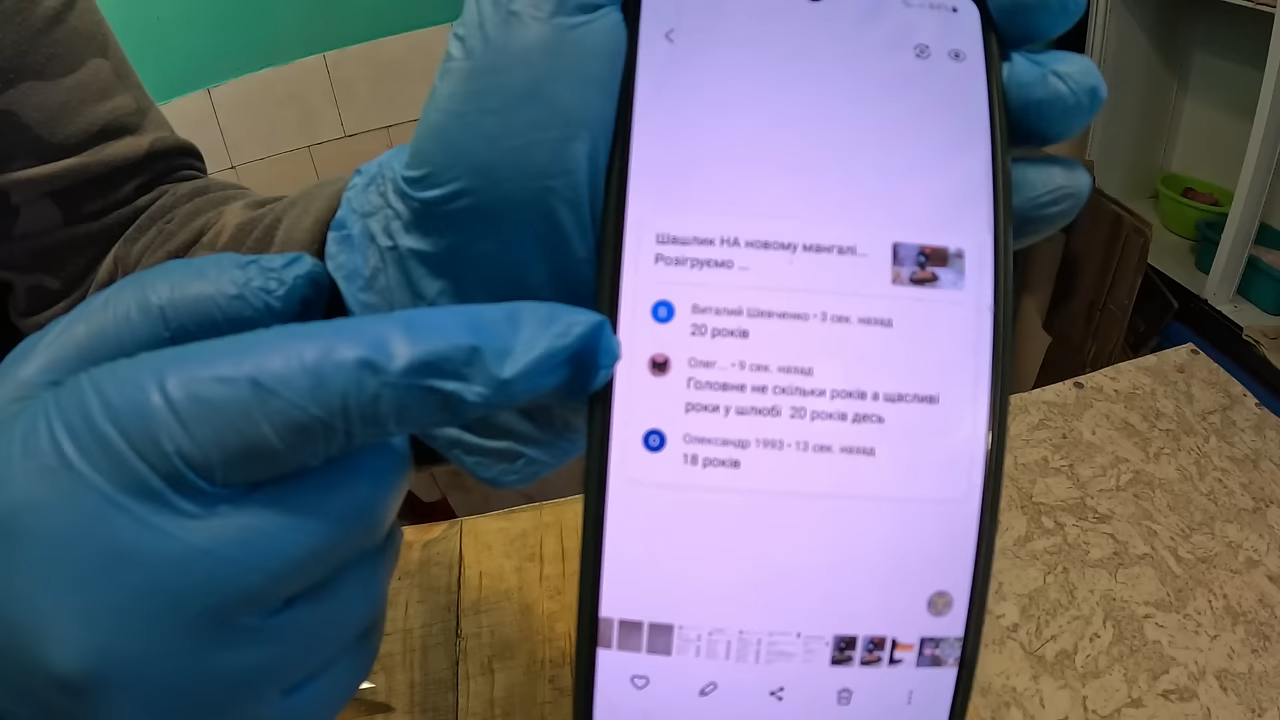 Шашлик НА новому мангалі...
Розігруємо ...
Виталий Шевченко • 3 сек. назад
20 років
Олег... • 9 сек. назад
Головне не скільки років а щасливі
роки у шлюбі 20 років десь
Олександр 1993 • 13 сек. назад
18 років